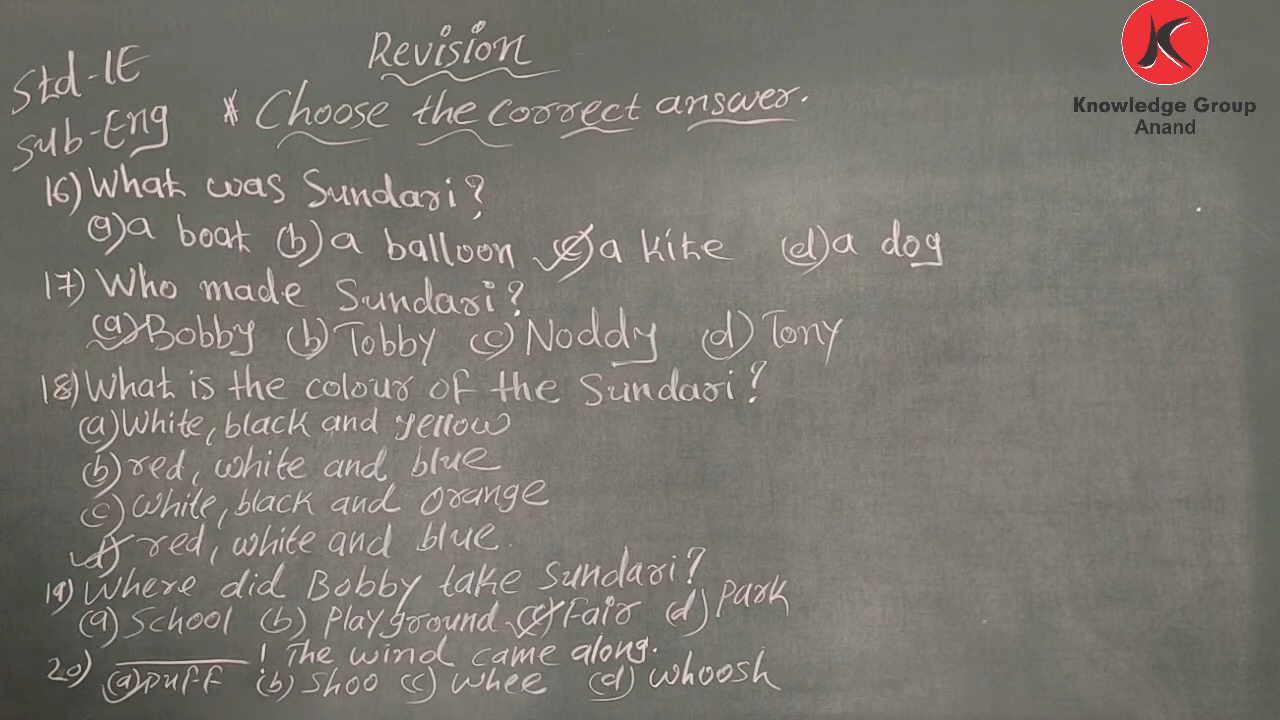 Revision
Std-1E
Sub-Eng * Choose the correct answer.
Knowledge Group
Anand
16) What was Sundari?
(a) a boat (b) a balloon (c) a kite (d) a dog
17) Who made Sundari?
(a) Bobby (b) Tobby (c) Noddy (d) Tony
18) What is the colour of the Sundari?
(a) White, black and yellow
(b) red, white and blue
(c) white, black and orange
(d) red, white and blue.
19) Where did Bobby take Sundari?
(a) School (b) Playground (c) Fair (d) Park
20) ________! The wind came along.
(a) Puff (b) Shoo (c) Whee (d) Whoosh